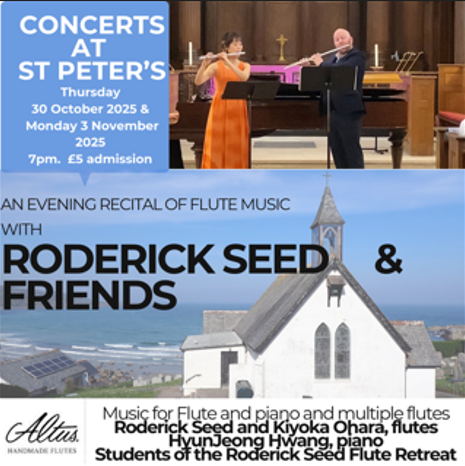 CONCERTS
AT
ST PETER'S
Thursday
30 October 2025 &
Monday 3 November
2025
7pm. £5 admission
AN EVENING RECITAL OF FLUTE MUSIC
WITH
RODERICK SEED &
FRIENDS
Altus
HANDMADE FLUTES
Music for Flute and piano and multiple flutes
Roderick Seed and Kiyoka Ohara, flutes
HyunJeong Hwang, piano
Students of the Roderick Seed Flute Retreat